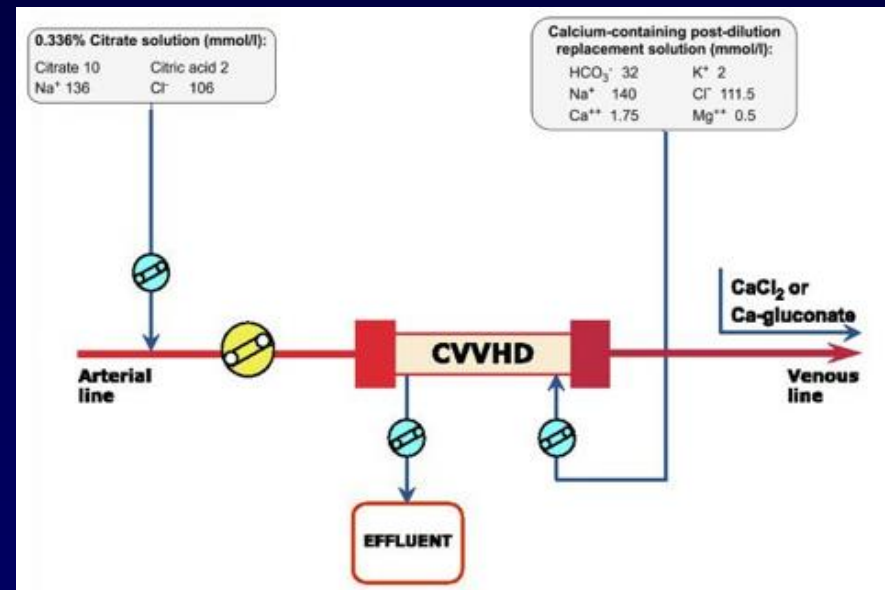 0.336% Citrate solution (mmol/l):
Citrate 10 Citric acid 2
Na⁺ 136 Cl⁻ 106
Calcium-containing post-dilution
replacement solution (mmol/l):
HCO₃⁻ 32 K⁺ 2
Na⁺ 140 Cl⁻ 111.5
Ca⁺⁺ 1.75 Mg⁺⁺ 0.5
CaCl₂ or
Ca-gluconate
CVVHD
Arterial
line
Venous
line
EFFLUENT